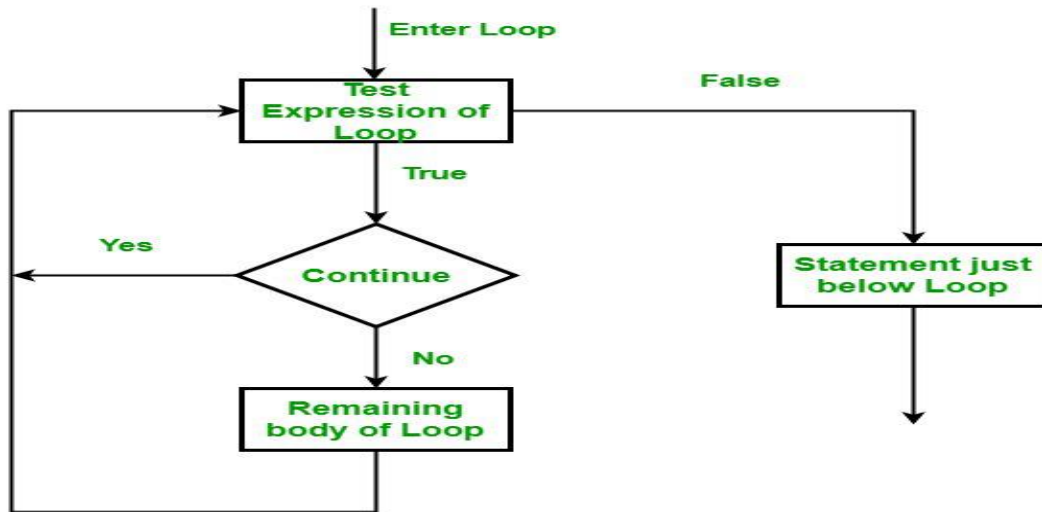 Enter Loop
Test
Expression of
Loop
False
True
Yes
Continue
Statement just
below Loop
No
Remaining
body of Loop